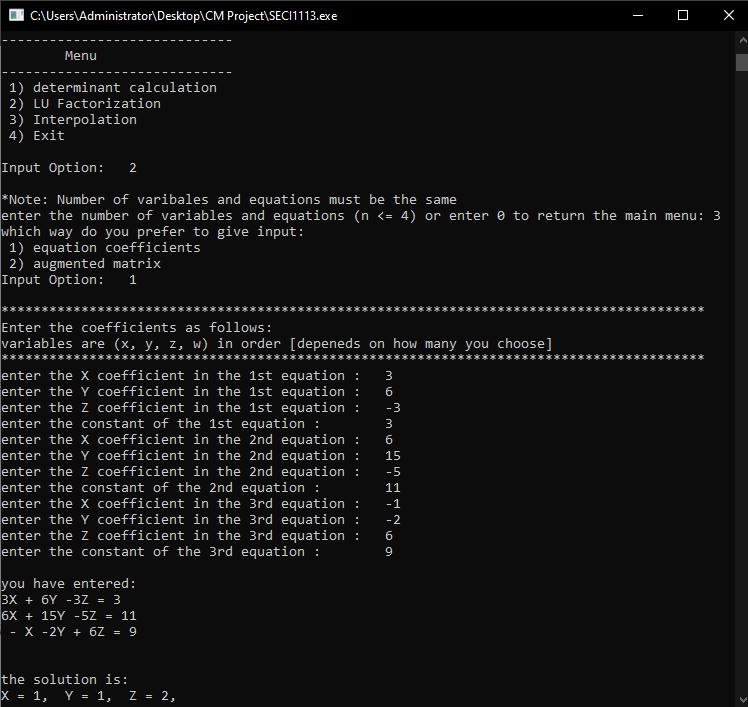 C:\Users\Administrator\Desktop\CM Project\SECI1113.exe
-----------------------------
Menu
-----------------------------
1) determinant calculation
2) LU Factorization
3) Interpolation
4) Exit
Input Option: 2
*Note: Number of varibales and equations must be the same
enter the number of variables and equations (n <= 4) or enter 0 to return the main menu: 3
which way do you prefer to give input:
1) equation coefficients
2) augmented matrix
Input Option: 1
****************************************************************************************
Enter the coefficients as follows:
variables are (x, y, z, w) in order [depeneds on how many you choose]
****************************************************************************************
enter the X coefficient in the 1st equation : 3
enter the Y coefficient in the 1st equation : 6
enter the Z coefficient in the 1st equation : -3
enter the constant of the 1st equation : 3
enter the X coefficient in the 2nd equation : 6
enter the Y coefficient in the 2nd equation : 15
enter the Z coefficient in the 2nd equation : -5
enter the constant of the 2nd equation : 11
enter the X coefficient in the 3rd equation : -1
enter the Y coefficient in the 3rd equation : -2
enter the Z coefficient in the 3rd equation : 6
enter the constant of the 3rd equation : 9
you have entered:
3X + 6Y -3Z = 3
6X + 15Y -5Z = 11
- X -2Y + 6Z = 9
the solution is:
X = 1, Y = 1, Z = 2,